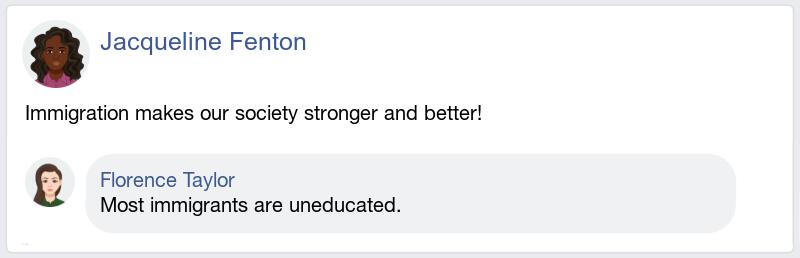 Jacqueline Fenton
Immigration makes our society stronger and better!
Florence Taylor
Most immigrants are uneducated.